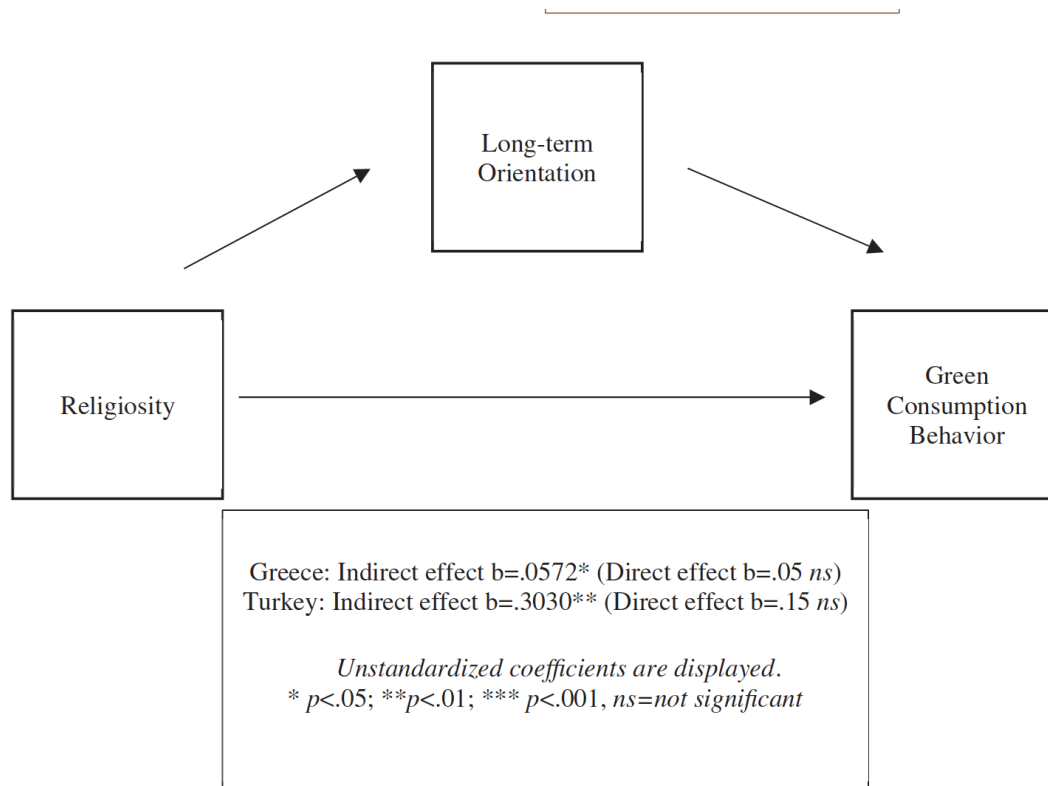 Long-term
Orientation
Religiosity
Green
Consumption
Behavior
Greece: Indirect effect b=.0572* (Direct effect b=.05 ns)
Turkey: Indirect effect b=.3030** (Direct effect b=.15 ns)
Unstandardized coefficients are displayed.
* p<.05; **p<.01; *** p<.001, ns=not significant